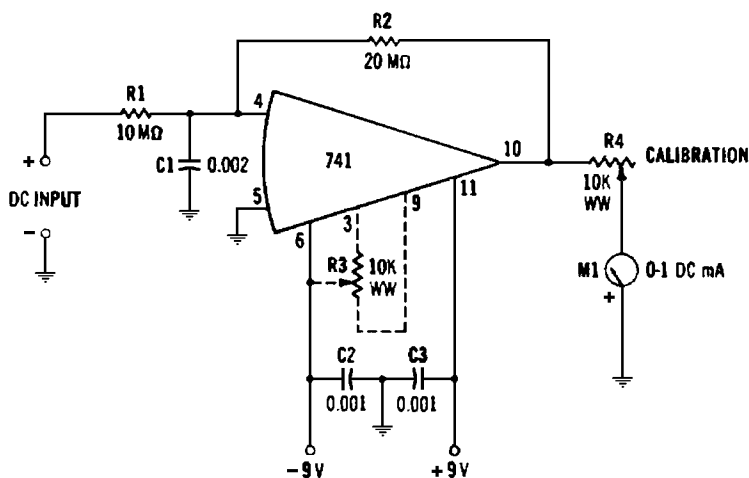 R2
20 MΩ
R1
10 MΩ
4
741
10
R4
CALIBRATION
10K
WW
+
DC INPUT
−
C1
0.002
5
6
3
9
11
R3
10K
WW
M1
0-1 DC mA
+
C2
0.001
C3
0.001
−9V
+9V